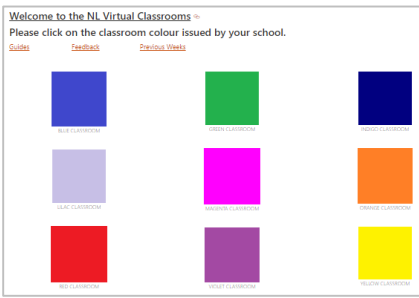 Welcome to the NL Virtual Classrooms
Please click on the classroom colour issued by your school.
Guides Feedback Previous Weeks
BLUE CLASSROOM GREEN CLASSROOM INDIGO CLASSROOM
LILAC CLASSROOM MAGENTA CLASSROOM ORANGE CLASSROOM
RED CLASSROOM VIOLET CLASSROOM YELLOW CLASSROOM